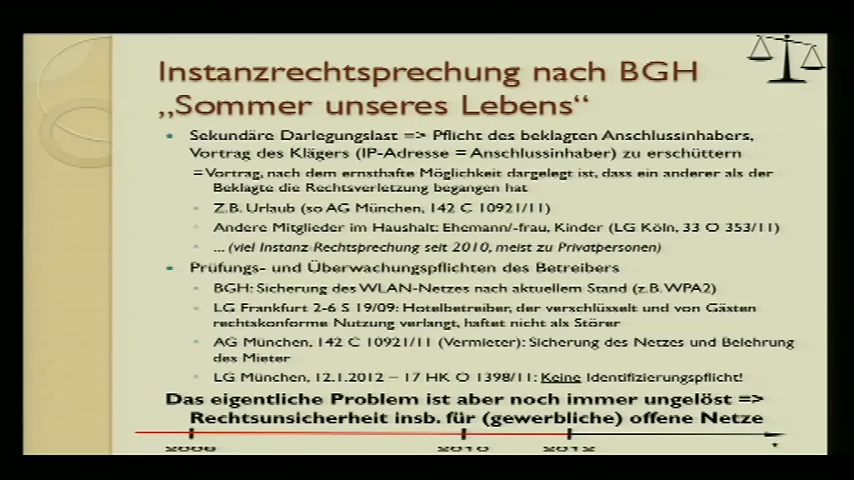 Instanzrechtsprechung nach BGH
„Sommer unseres Lebens“
Sekundäre Darlegungslast => Pflicht des beklagten Anschlussinhabers,
Vortrag des Klägers (IP-Adresse = Anschlussinhaber) zu erschüttern
= Vortrag, nach dem ernsthafte Möglichkeit dargelegt ist, dass ein anderer als der
Beklagte die Rechtsverletzung begangen hat
Z.B. Urlaub (so AG München, 142 C 10921/11)
Andere Mitglieder im Haushalt: Ehemann/-frau, Kinder (LG Köln, 33 O 353/11)
... (viel Instanz-Rechtsprechung seit 2010, meist zu Privatpersonen)
Prüfungs- und Überwachungspflichten des Betreibers
BGH: Sicherung des WLAN-Netzes nach aktuellem Stand (z.B. WPA2)
LG Frankfurt 2-6 S 19/09: Hotelbetreiber, der verschlüsselt und von Gästen
rechtskonforme Nutzung verlangt, haftet nicht als Störer
AG München, 142 C 10921/11 (Vermieter): Sicherung des Netzes und Belehrung
des Mieter
LG München, 12.1.2012 – 17 HK O 1398/11: Keine Identifizierungspflicht!
Das eigentliche Problem ist aber noch immer ungelöst =>
Rechtsunsicherheit insb. für (gewerbliche) offene Netze
2010 2012 t